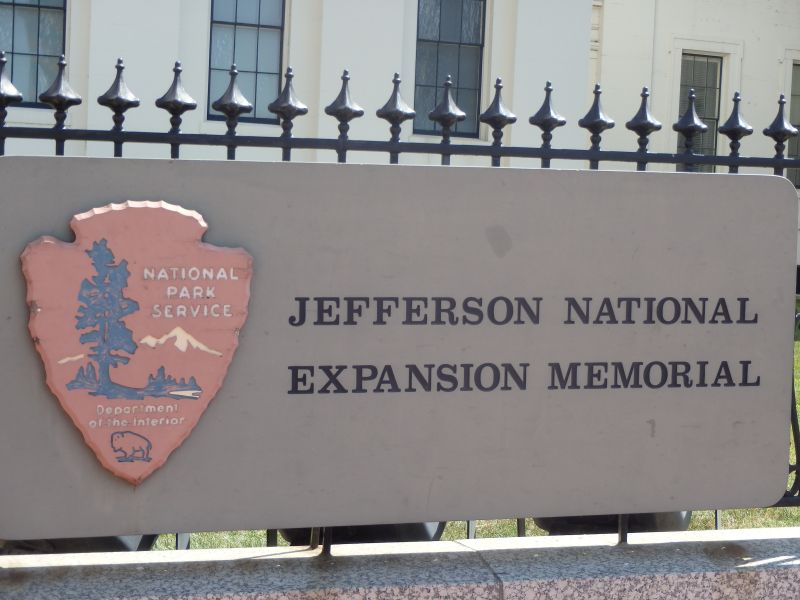 NATIONAL
PARK
SERVICE
Department
of the Interior
JEFFERSON NATIONAL
EXPANSION MEMORIAL